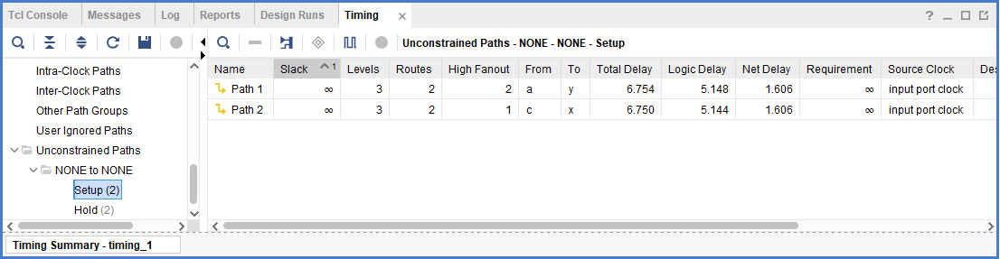 Tcl Console Messages Log Reports Design Runs Timing
Unconstrained Paths - NONE - NONE - Setup
Intra-Clock Paths
Inter-Clock Paths
Other Path Groups
User Ignored Paths
Unconstrained Paths
NONE to NONE
Setup (2)
Hold (2)
Name Slack 1 Levels Routes High Fanout From To Total Delay Logic Delay Net Delay Requirement Source Clock Des
Path 1 ∞ 3 2 2 a y 6.754 5.148 1.606 ∞ input port clock
Path 2 ∞ 3 2 1 c x 6.750 5.144 1.606 ∞ input port clock
Timing Summary - timing_1